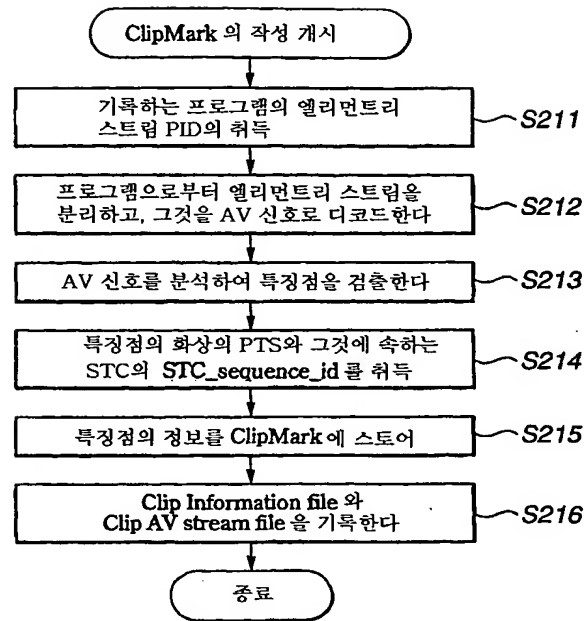 ClipMark 의 작성 개시
기록하는 프로그램의 엘리먼트리
스트림 PID의 취득
S211
프로그램으로부터 엘리먼트리 스트림을
분리하고, 그것을 AV 신호로 디코드한다
S212
AV 신호를 분석하여 특징점을 검출한다
S213
특징점의 화상의 PTS와 그것에 속하는
STC의 STC_sequence_id 를 취득
S214
특징점의 정보를 ClipMark 에 스토어
S215
Clip Information file 와
Clip AV stream file 을 기록한다
S216
종료